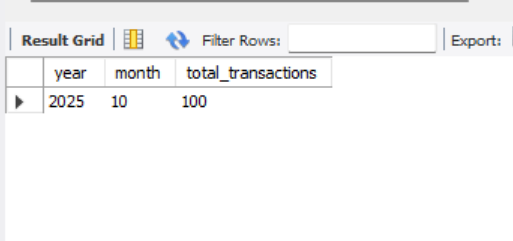 Result Grid Filter Rows: Export:
year month total_transactions
2025 10 100